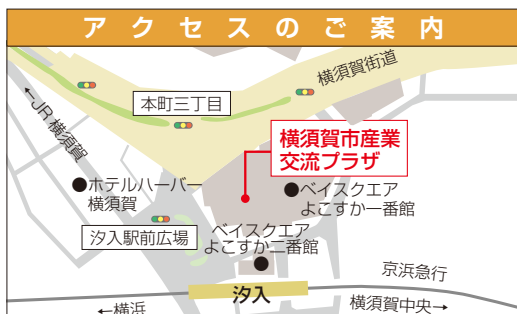 アクセスのご案内
横須賀街道
本町三丁目
←JR横須賀
横須賀市産業
交流プラザ
ホテルハーバー
横須賀
ベイスクエア
よこすか一番館
汐入駅前広場
ベイスクエア
よこすか二番館
京浜急行
汐入
←横浜
横須賀中央→